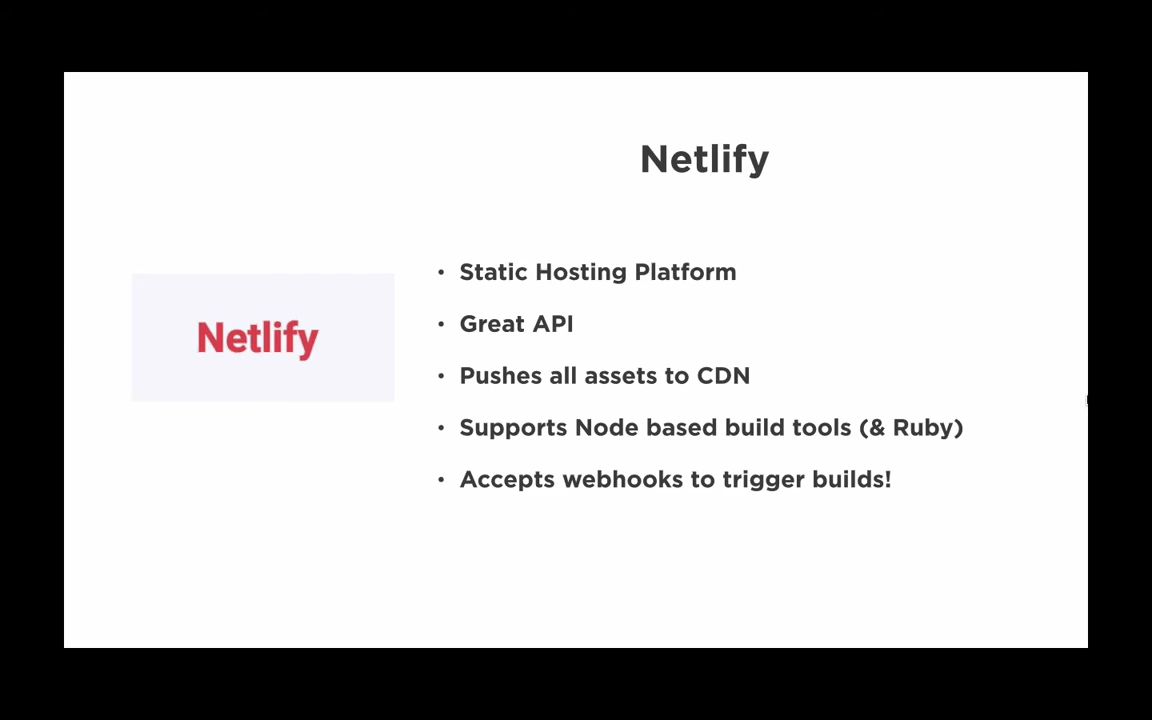 Netlify
Netlify
• Static Hosting Platform
• Great API
• Pushes all assets to CDN
• Supports Node based build tools (& Ruby)
• Accepts webhooks to trigger builds!